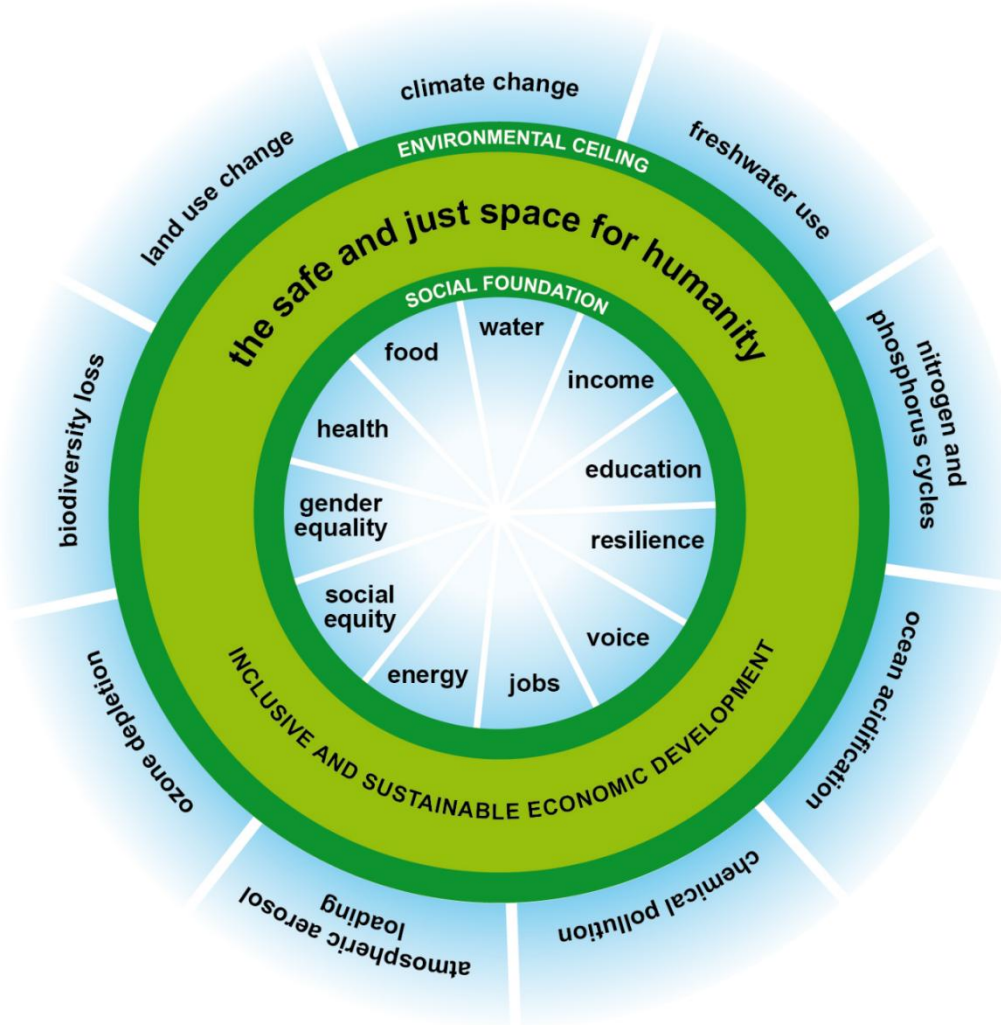 climate change
freshwater use
nitrogen and
phosphorus cycles
ocean acidification
chemical pollution
atmospheric aerosol
loading
ozone depletion
biodiversity loss
land use change
ENVIRONMENTAL CEILING
the safe and just space for humanity
SOCIAL FOUNDATION
water
income
education
resilience
voice
jobs
energy
social
equity
gender
equality
health
food
INCLUSIVE AND SUSTAINABLE ECONOMIC DEVELOPMENT